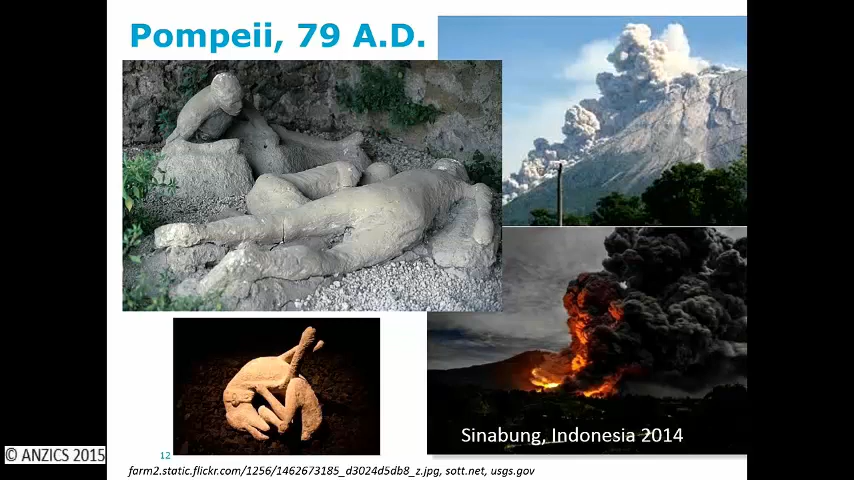 Pompeii, 79 A.D.
Sinabung, Indonesia 2014
12
© ANZICS 2015
farm2.static.flickr.com/1256/1462673185_d3024d5db8_z.jpg, sott.net, usgs.gov